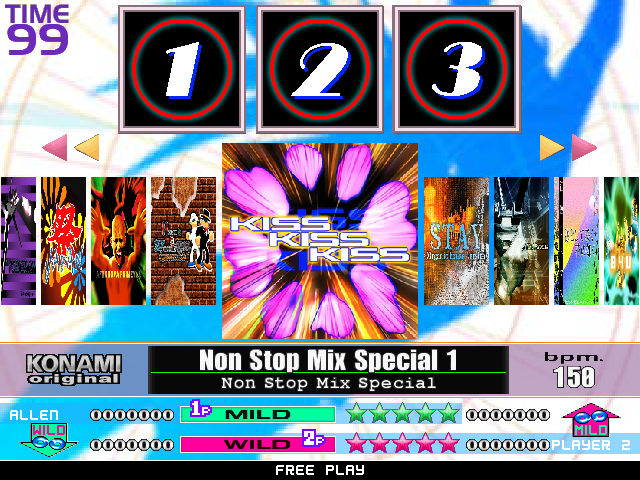 TIME
99
1 2 3
KISS
KISS
KISS
STAY
KONAMI
original
Non Stop Mix Special 1
Non Stop Mix Special
bpm.
150
ALLEN
WILD
0000000
1P
MILD
0000000
MILD
0000000
WILD
2P
0000000
PLAYER 2
FREE PLAY